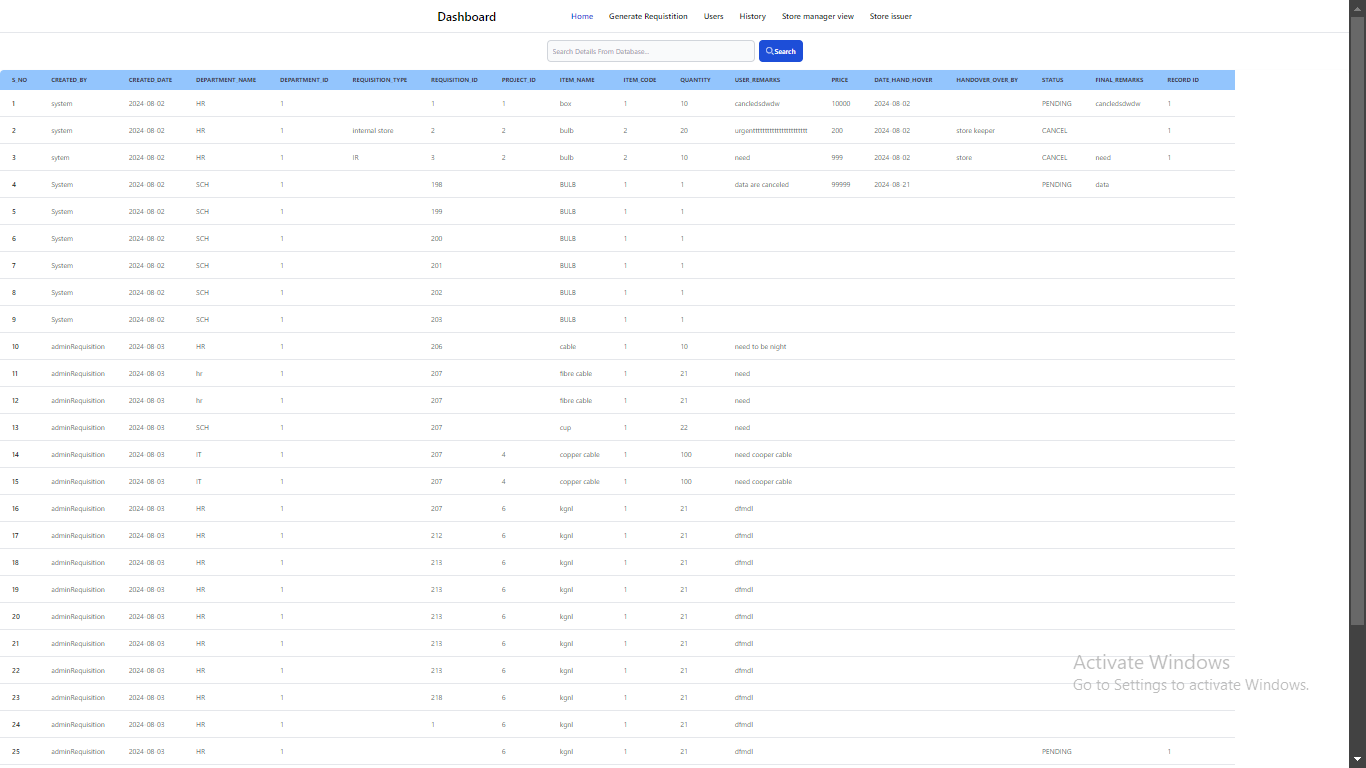 Dashboard Home Generate Requistition Users History Store manager view Store issuer
Search Details From Database... Search
S_NO CREATED_BY CREATED_DATE DEPARTMENT_NAME DEPARTMENT_ID REQUISITION_TYPE REQUISITION_ID PROJECT_ID ITEM_NAME ITEM_CODE QUANTITY USER_REMARKS PRICE DATE_HAND_HOVER HANDOVER_OVER_BY STATUS FINAL_REMARKS RECORD ID
1 system 2024-08-02 HR 1 1 1 box 1 10 cancledsdwdw 10000 2024-08-02 PENDING cancledsdwdw 1
2 system 2024-08-02 HR 1 internal store 2 2 bulb 2 20 200 2024-08-02 store keeper CANCEL 1
3 sytem 2024-08-02 HR 1 IR 3 2 bulb 2 10 need 999 2024-08-02 store CANCEL need 1
4 System 2024-08-02 SCH 1 198 BULB 1 1 data are canceled 99999 2024-08-21 PENDING data
5 System 2024-08-02 SCH 1 199 BULB 1 1
6 System 2024-08-02 SCH 1 200 BULB 1 1
7 System 2024-08-02 SCH 1 201 BULB 1 1
8 System 2024-08-02 SCH 1 202 BULB 1 1
9 System 2024-08-02 SCH 1 203 BULB 1 1
10 adminRequisition 2024-08-03 HR 1 206 cable 1 10 need to be night
11 adminRequisition 2024-08-03 hr 1 207 fibre cable 1 21 need
12 adminRequisition 2024-08-03 hr 1 207 fibre cable 1 21 need
13 adminRequisition 2024-08-03 SCH 1 207 cup 1 22 need
14 adminRequisition 2024-08-03 IT 1 207 4 copper cable 1 100 need cooper cable
15 adminRequisition 2024-08-03 IT 1 207 4 copper cable 1 100 need cooper cable
16 adminRequisition 2024-08-03 HR 1 207 6 kgnl 1 21 dfmdl
17 adminRequisition 2024-08-03 HR 1 212 6 kgnl 1 21 dfmdl
18 adminRequisition 2024-08-03 HR 1 213 6 kgnl 1 21 dfmdl
19 adminRequisition 2024-08-03 HR 1 213 6 kgnl 1 21 dfmdl
20 adminRequisition 2024-08-03 HR 1 213 6 kgnl 1 21 dfmdl
21 adminRequisition 2024-08-03 HR 1 213 6 kgnl 1 21 dfmdl
22 adminRequisition 2024-08-03 HR 1 213 6 kgnl 1 21 dfmdl
23 adminRequisition 2024-08-03 HR 1 218 6 kgnl 1 21 dfmdl
24 adminRequisition 2024-08-03 HR 1 1 6 kgnl 1 21 dfmdl
25 adminRequisition 2024-08-03 HR 1 6 kgnl 1 21 dfmdl PENDING 1
Activate Windows
Go to Settings to activate Windows.